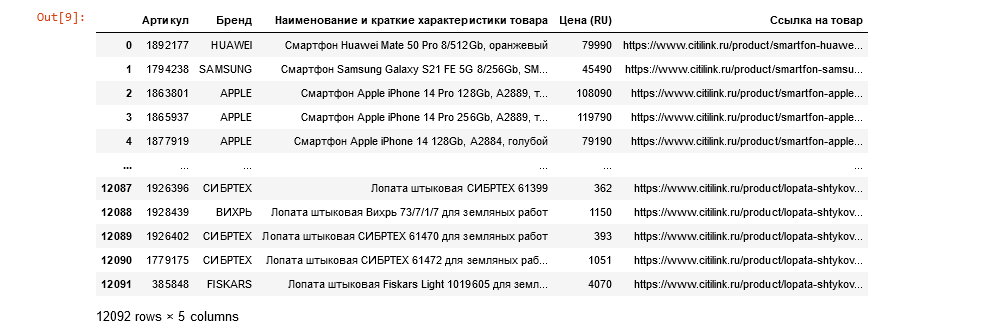 Out[9]:
Артикул Бренд Наименование и краткие характеристики товара Цена (RU) Ссылка на товар
0 1892177 HUAWEI Смартфон Huawei Mate 50 Pro 8/512Gb, оранжевый 79990 https://www.citilink.ru/product/smartfon-huawe...
1 1794238 SAMSUNG Смартфон Samsung Galaxy S21 FE 5G 8/256Gb, SM... 45490 https://www.citilink.ru/product/smartfon-samsu...
2 1863801 APPLE Смартфон Apple iPhone 14 Pro 128Gb, A2889, т... 108090 https://www.citilink.ru/product/smartfon-apple...
3 1865937 APPLE Смартфон Apple iPhone 14 Pro 256Gb, A2889, т... 119790 https://www.citilink.ru/product/smartfon-apple...
4 1877919 APPLE Смартфон Apple iPhone 14 128Gb, A2884, голубой 79190 https://www.citilink.ru/product/smartfon-apple...
... ... ... ... ... ...
12087 1926396 СИБРТЕХ Лопата штыковая СИБРТЕХ 61399 362 https://www.citilink.ru/product/lopata-shtykov...
12088 1928439 ВИХРЬ Лопата штыковая Вихрь 73/7/1/7 для земляных работ 1150 https://www.citilink.ru/product/lopata-shtykov...
12089 1926402 СИБРТЕХ Лопата штыковая СИБРТЕХ 61470 для земляных работ 393 https://www.citilink.ru/product/lopata-shtykov...
12090 1779175 СИБРТЕХ Лопата штыковая СИБРТЕХ 61472 для земляных раб... 1051 https://www.citilink.ru/product/lopata-shtykov...
12091 385848 FISKARS Лопата штыковая Fiskars Light 1019605 для земл... 4070 https://www.citilink.ru/product/lopata-shtykov...
12092 rows × 5 columns